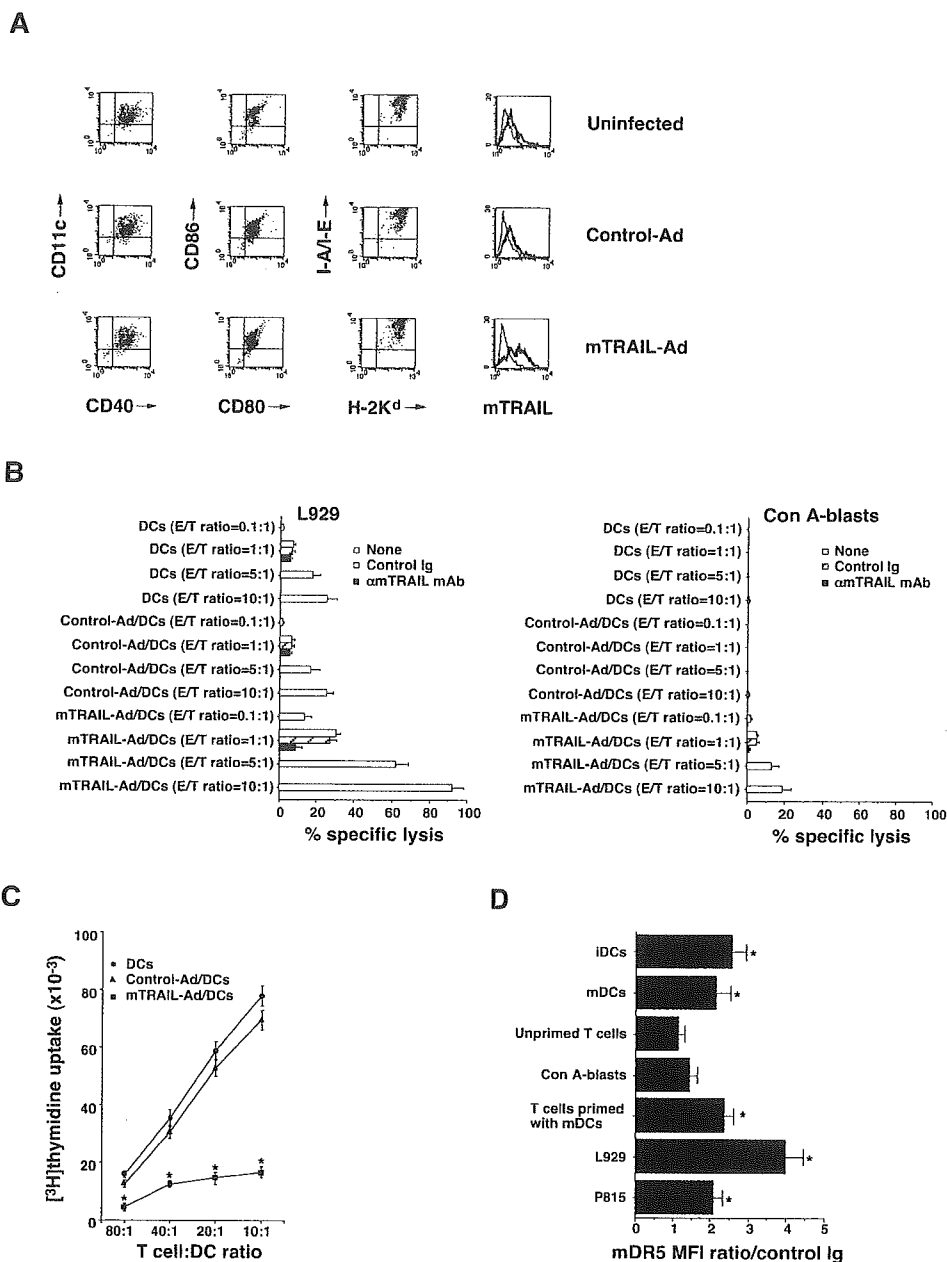 A
Uninfected
Control-Ad
mTRAIL-Ad
CD11c
CD86
I-A/I-E
CD40
CD80
H-2Kd
mTRAIL
B
L929
DCs (E/T ratio=0.1:1)
DCs (E/T ratio=1:1)
DCs (E/T ratio=5:1)
DCs (E/T ratio=10:1)
Control-Ad/DCs (E/T ratio=0.1:1)
Control-Ad/DCs (E/T ratio=1:1)
Control-Ad/DCs (E/T ratio=5:1)
Control-Ad/DCs (E/T ratio=10:1)
mTRAIL-Ad/DCs (E/T ratio=0.1:1)
mTRAIL-Ad/DCs (E/T ratio=1:1)
mTRAIL-Ad/DCs (E/T ratio=5:1)
mTRAIL-Ad/DCs (E/T ratio=10:1)
None
Control Ig
αmTRAIL mAb
0 20 40 60 80 100
% specific lysis
Con A-blasts
DCs (E/T ratio=0.1:1)
DCs (E/T ratio=1:1)
DCs (E/T ratio=5:1)
DCs (E/T ratio=10:1)
Control-Ad/DCs (E/T ratio=0.1:1)
Control-Ad/DCs (E/T ratio=1:1)
Control-Ad/DCs (E/T ratio=5:1)
Control-Ad/DCs (E/T ratio=10:1)
mTRAIL-Ad/DCs (E/T ratio=0.1:1)
mTRAIL-Ad/DCs (E/T ratio=1:1)
mTRAIL-Ad/DCs (E/T ratio=5:1)
mTRAIL-Ad/DCs (E/T ratio=10:1)
None
Control Ig
αmTRAIL mAb
0 20 40 60 80 100
% specific lysis
C
[3H]thymidine uptake (x10-3)
100
80
60
40
20
0
DCs
Control-Ad/DCs
mTRAIL-Ad/DCs
* * * *
80:1 40:1 20:1 10:1
T cell:DC ratio
D
iDCs *
mDCs *
Unprimed T cells
Con A-blasts
T cells primed
with mDCs *
L929 *
P815 *
0 1 2 3 4 5
mDR5 MFI ratio/control Ig